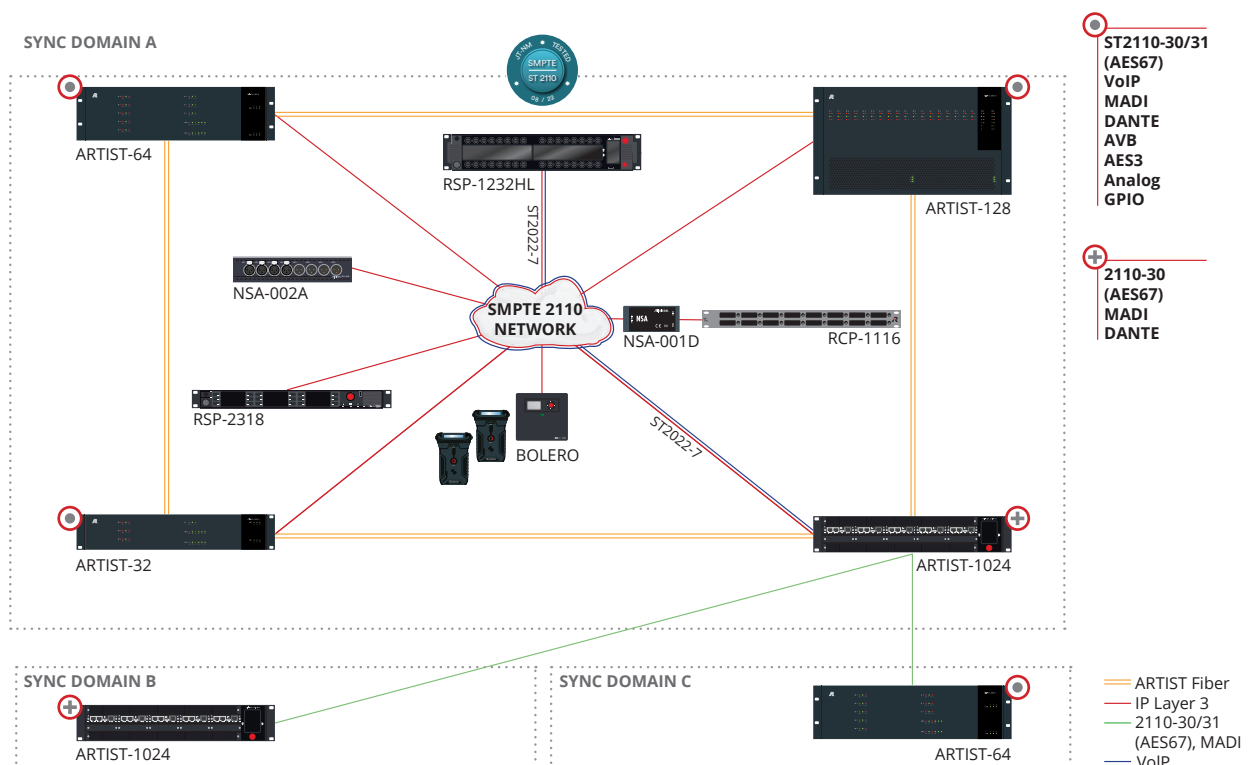 SYNC DOMAIN A
JT-NM TESTED
SMPTE
ST 2110
08 / 22
ARTIST-64
RSP-1232HL
ARTIST-128
ST2022-7
NSA-002A
SMPTE 2110
NETWORK
NSA
NSA-001D
RCP-1116
RSP-2318
BOLERO
ST2022-7
ARTIST-32
ARTIST-1024
ST2110-30/31
(AES67)
VoIP
MADI
DANTE
AVB
AES3
Analog
GPIO
2110-30
(AES67)
MADI
DANTE
SYNC DOMAIN B
ARTIST-1024
SYNC DOMAIN C
ARTIST-64
ARTIST Fiber
IP Layer 3
2110-30/31
(AES67), MADI
VoIP